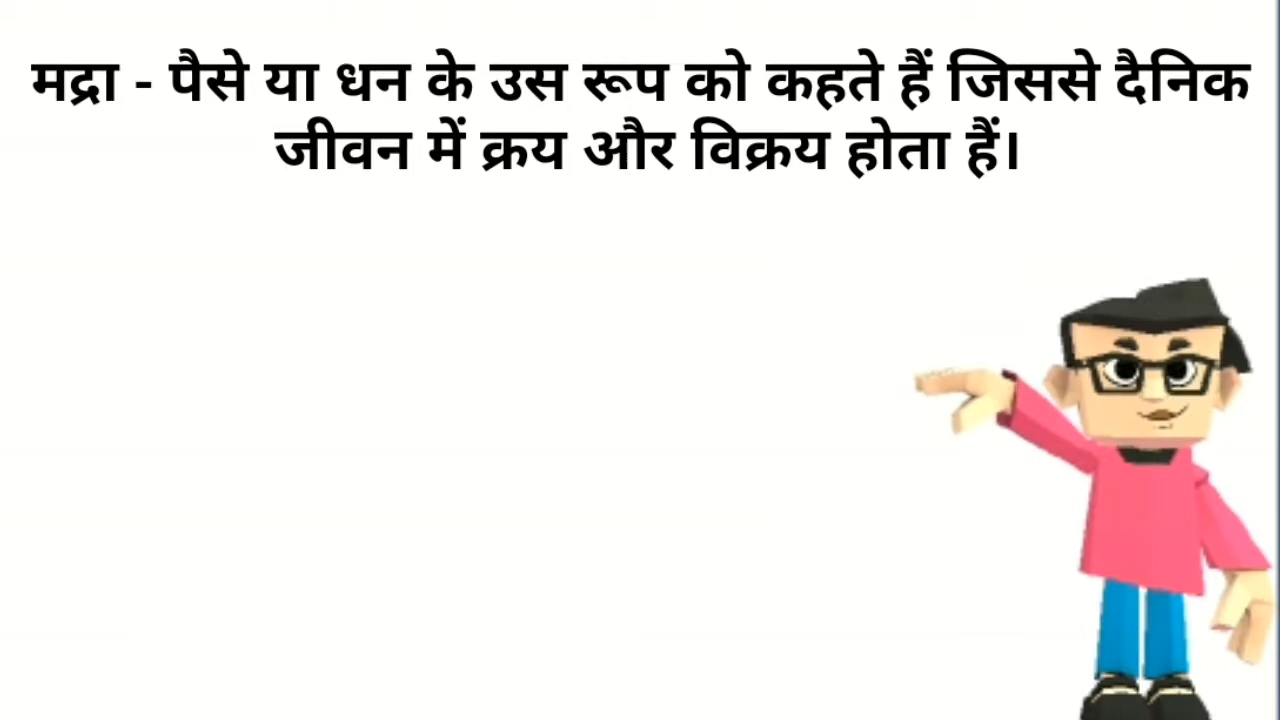 मद्रा - पैसे या धन के उस रूप को कहते हैं जिससे दैनिक
जीवन में क्रय और विक्रय होता हैं।